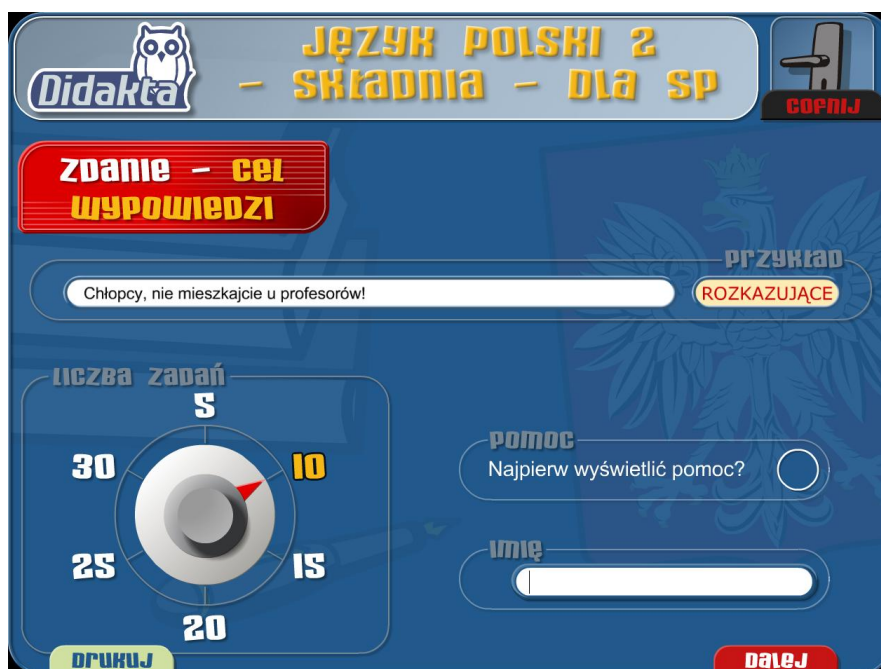 Didakta
JĘZYK POLSKI 2
- SKŁADNIA - DLA SP
COFNIJ
ZDANIE - CEL
WYPOWIEDZI
PRZYKŁAD
Chłopcy, nie mieszkajcie u profesorów!
ROZKAZUJĄCE
LICZBA ZADAŃ
5
30
10
25
15
20
POMOC
Najpierw wyświetlić pomoc?
IMIĘ
DRUKUJ
DALEJ